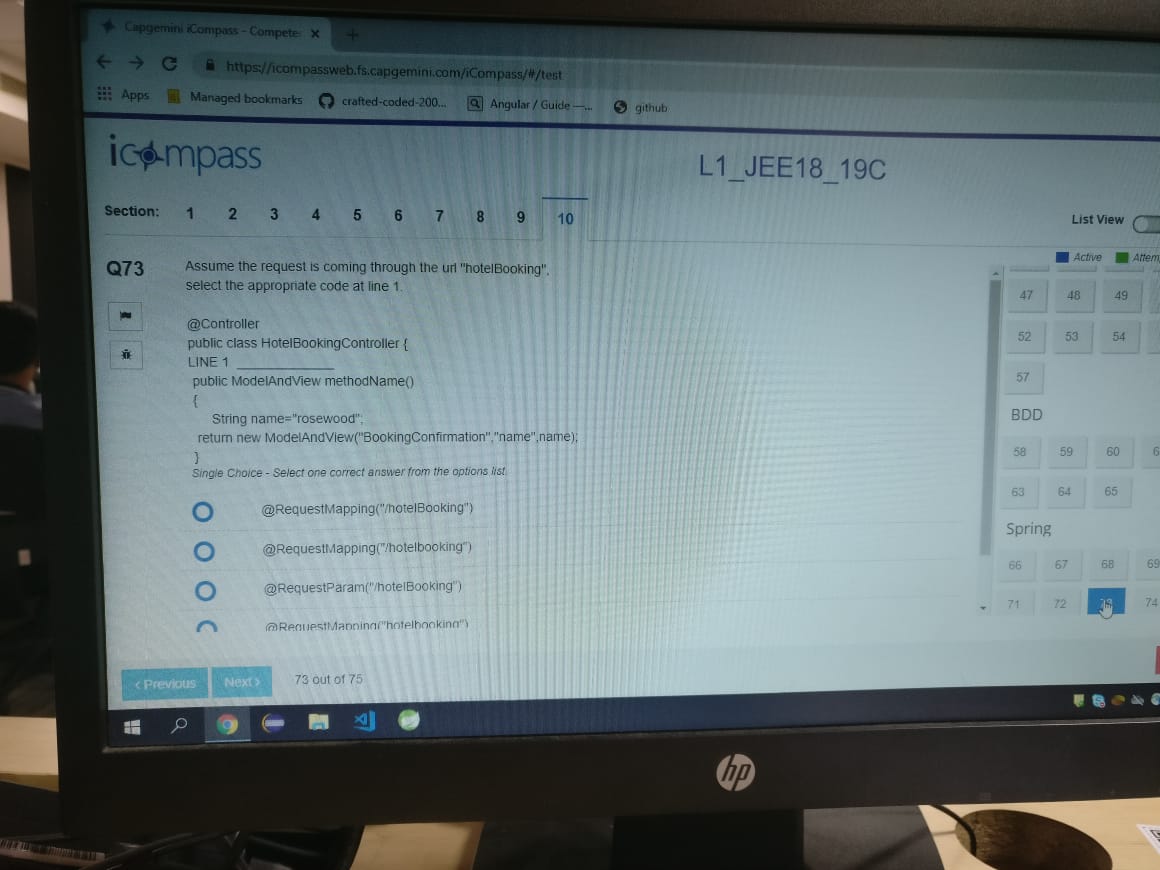 Capgemini iCompass - Compete
https://icompassweb.fs.capgemini.com/iCompass/#/test
Apps Managed bookmarks crafted-coded-200... Angular / Guide —... github
icompass
L1_JEE18_19C
Section: 1 2 3 4 5 6 7 8 9 10
List View
Active Attem
Q73
Assume the request is coming through the url "hotelBooking",
select the appropriate code at line 1.
@Controller
public class HotelBookingController {
LINE 1 ____________
public ModelAndView methodName()
{
String name="rosewood";
return new ModelAndView("BookingConfirmation","name",name);
}
Single Choice - Select one correct answer from the options list
@RequestMapping("/hotelBooking")
@RequestMapping("/hotelbooking")
@RequestParam("/hotelBooking")
@RequestMapping("hotelbooking")
47 48 49
52 53 54
57
BDD
58 59 60
63 64 65
Spring
66 67 68 69
71 72 73 74
‹ Previous Next › 73 out of 75
hp